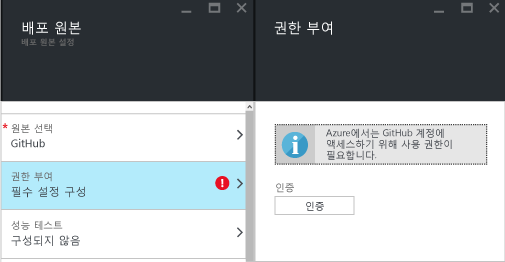 배포 원본
배포 원본 설정
* 원본 선택
GitHub
권한 부여
필수 설정 구성
성능 테스트
구성되지 않음
권한 부여
Azure에서는 GitHub 계정에
액세스하기 위해 사용 권한이
필요합니다.
인증
인증